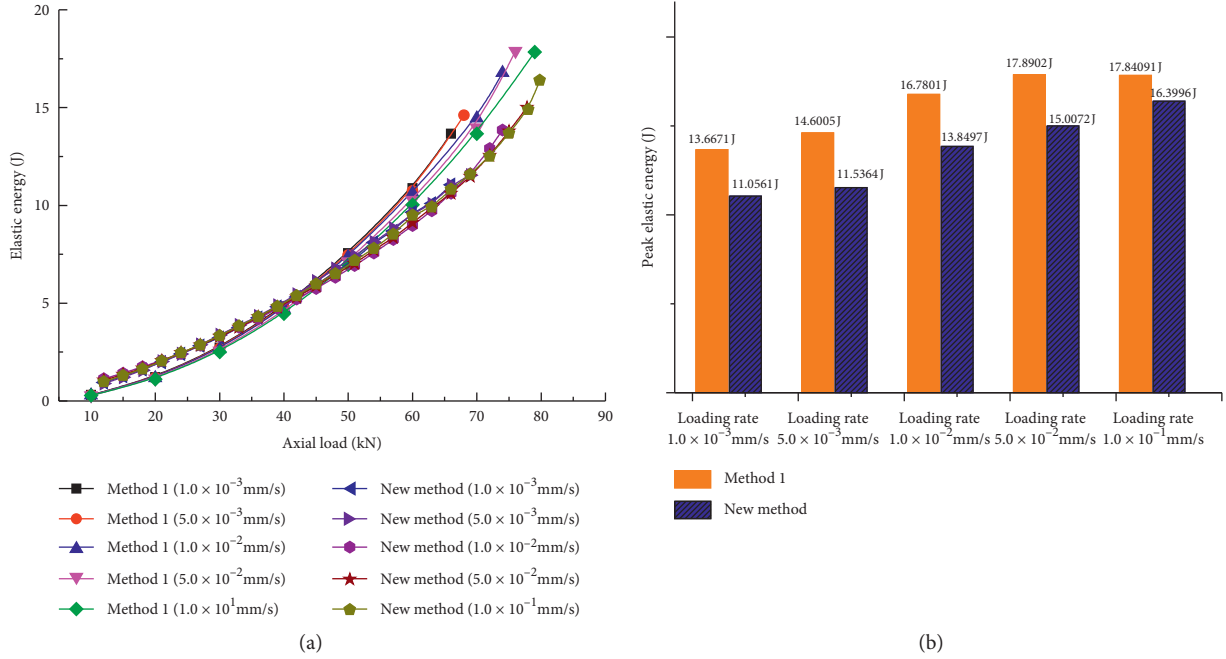 20
15
10
5
0
Elastic energy (J)
10 20 30 40 50 60 70 80 90
Axial load (kN)
Method 1 (1.0 × 10⁻³mm/s)
Method 1 (5.0 × 10⁻³mm/s)
Method 1 (1.0 × 10⁻²mm/s)
Method 1 (5.0 × 10⁻²mm/s)
Method 1 (1.0 × 10¹mm/s)
New method (1.0 × 10⁻³mm/s)
New method (5.0 × 10⁻³mm/s)
New method (1.0 × 10⁻²mm/s)
New method (5.0 × 10⁻²mm/s)
New method (1.0 × 10⁻¹mm/s)
(a)
Peak elastic energy (J)
13.6671 J
11.0561 J
14.6005 J
11.5364 J
16.7801 J
13.8497 J
17.8902 J
15.0072 J
17.84091 J
16.3996 J
Loading rate
1.0 × 10⁻³mm/s
Loading rate
5.0 × 10⁻³mm/s
Loading rate
1.0 × 10⁻²mm/s
Loading rate
5.0 × 10⁻²mm/s
Loading rate
1.0 × 10⁻¹mm/s
Method 1
New method
(b)